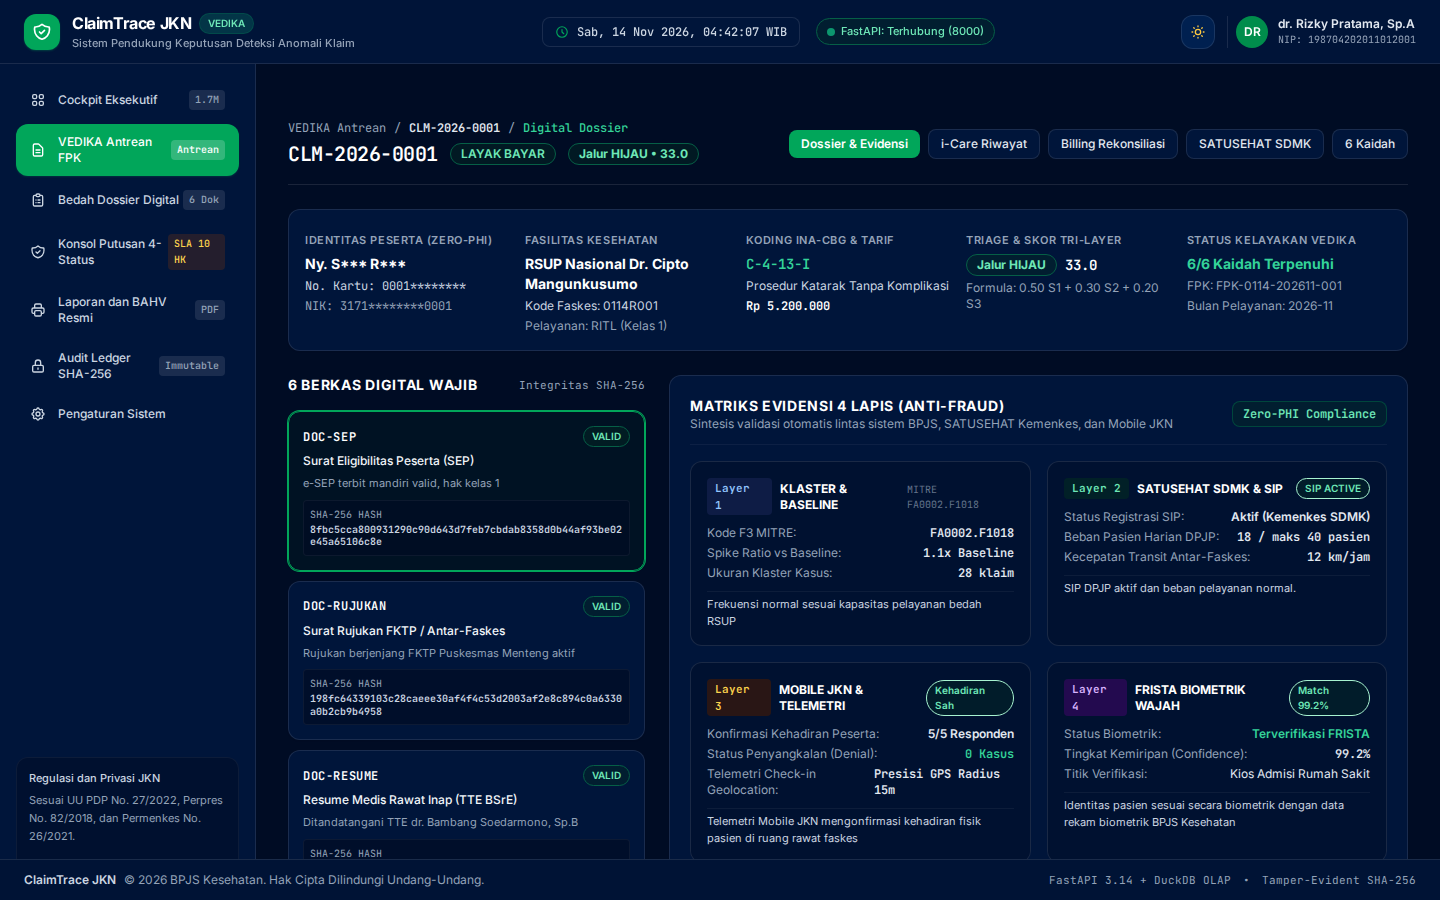 ClaimTrace JKN VEDIKA
Sistem Pendukung Keputusan Deteksi Anomali Klaim
Sab, 14 Nov 2026, 04:42:07 WIB
FastAPI: Terhubung (8000)
DR
dr. Rizky Pratama, Sp.A
NIP: 198704202011012001
Cockpit Eksekutif 1.7M
VEDIKA Antrean
FPK
Antrean
Bedah Dossier Digital 6 Dok
Konsol Putusan 4-
Status
SLA 10
HK
Laporan dan BAHV
Resmi
PDF
Audit Ledger
SHA-256
Immutable
Pengaturan Sistem
Regulasi dan Privasi JKN
Sesuai UU PDP No. 27/2022, Perpres
No. 82/2018, dan Permenkes No.
26/2021.
VEDIKA Antrean / CLM-2026-0001 / Digital Dossier
CLM-2026-0001 LAYAK BAYAR Jalur HIJAU • 33.0
Dossier & Evidensi
i-Care Riwayat
Billing Rekonsiliasi
SATUSEHAT SDMK
6 Kaidah
IDENTITAS PESERTA (ZERO-PHI)
Ny. S*** R***
No. Kartu: 0001********
NIK: 3171********0001
FASILITAS KESEHATAN
RSUP Nasional Dr. Cipto
Mangunkusumo
Kode Faskes: 0114R001
Pelayanan: RITL (Kelas 1)
KODING INA-CBG & TARIF
C-4-13-I
Prosedur Katarak Tanpa Komplikasi
Rp 5.200.000
TRIAGE & SKOR TRI-LAYER
Jalur HIJAU 33.0
Formula: 0.50 S1 + 0.30 S2 + 0.20
S3
STATUS KELAYAKAN VEDIKA
6/6 Kaidah Terpenuhi
FPK: FPK-0114-202611-001
Bulan Pelayanan: 2026-11
6 BERKAS DIGITAL WAJIB
Integritas SHA-256
DOC-SEP VALID
Surat Eligibilitas Peserta (SEP)
e-SEP terbit mandiri valid, hak kelas 1
SHA-256 HASH
8fbc5cca800931290c90d643d7feb7cbdab8358d0b44af93be02
e45a65106c8e
DOC-RUJUKAN VALID
Surat Rujukan FKTP / Antar-Faskes
Rujukan berjenjang FKTP Puskesmas Menteng aktif
SHA-256 HASH
198fc64339103c28caeee30af4f4c53d2003af2e8c894c0a6330
a0b2cb9b4958
DOC-RESUME VALID
Resume Medis Rawat Inap (TTE BSrE)
Ditandatangani TTE dr. Bambang Soedarmono, Sp.B
SHA-256 HASH
MATRIKS EVIDENSI 4 LAPIS (ANTI-FRAUD)
Sintesis validasi otomatis lintas sistem BPJS, SATUSEHAT Kemenkes, dan Mobile JKN
Zero-PHI Compliance
Layer
1
KLASTER &
BASELINE
MITRE
FA0002.F1018
Kode F3 MITRE: FA0002.F1018
Spike Ratio vs Baseline: 1.1x Baseline
Ukuran Klaster Kasus: 28 klaim
Frekuensi normal sesuai kapasitas pelayanan bedah
RSUP
Layer 2 SATUSEHAT SDMK & SIP SIP ACTIVE
Status Registrasi SIP: Aktif (Kemenkes SDMK)
Beban Pasien Harian DPJP: 18 / maks 40 pasien
Kecepatan Transit Antar-Faskes: 12 km/jam
SIP DPJP aktif dan beban pelayanan normal.
Layer
3
MOBILE JKN &
TELEMETRI
Kehadiran
Sah
Konfirmasi Kehadiran Peserta: 5/5 Responden
Status Penyangkalan (Denial): 0 Kasus
Telemetri Check-in
Geolocation:
Presisi GPS Radius
15m
Telemetri Mobile JKN mengonfirmasi kehadiran fisik
pasien di ruang rawat faskes
Layer
4
FRISTA BIOMETRIK
WAJAH
Match
99.2%
Status Biometrik: Terverifikasi FRISTA
Tingkat Kemiripan (Confidence): 99.2%
Titik Verifikasi: Kios Admisi Rumah Sakit
Identitas pasien sesuai secara biometrik dengan data
rekam biometrik BPJS Kesehatan
ClaimTrace JKN © 2026 BPJS Kesehatan. Hak Cipta Dilindungi Undang-Undang.
FastAPI 3.14 + DuckDB OLAP • Tamper-Evident SHA-256